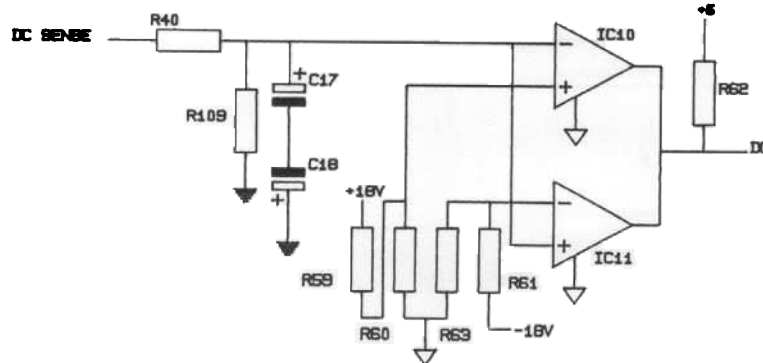 R40
DC SENSE
+5
IC10
C17
R62
R109
C18
+18V
R59
R60
R63
R61
-18V
IC11